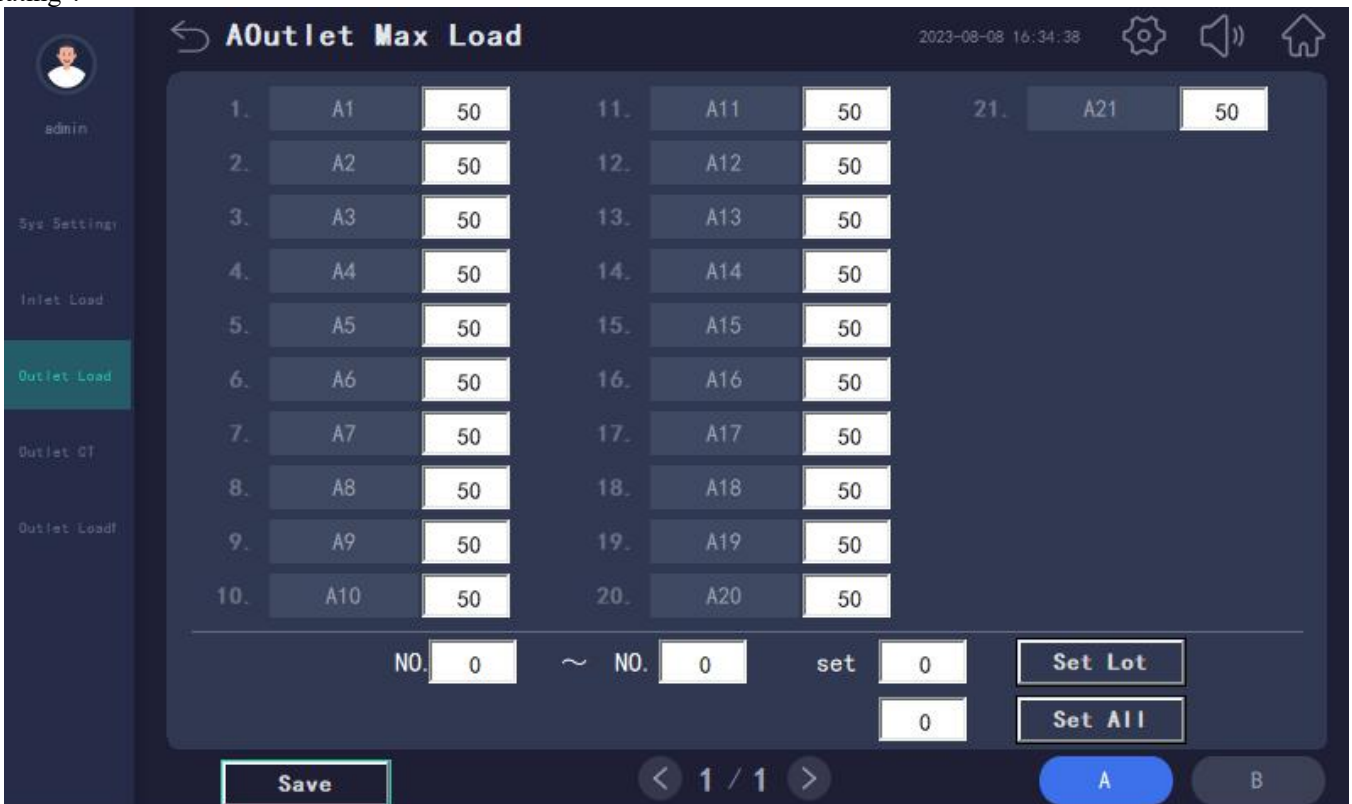 AOutlet Max Load
2023-08-08 16:34:38
admin
Sys Settings
Inlet Load
Outlet Load
Outlet CT
1. A1 50 11. A11 50 21. A21 50
2. A2 50 12. A12 50
3. A3 50 13. A13 50
4. A4 50 14. A14 50
5. A5 50 15. A15 50
6. A6 50 16. A16 50
7. A7 50 17. A17 50
8. A8 50 18. A18 50
9. A9 50 19. A19 50
10. A10 50 20. A20 50
NO. 0 ~ NO. 0 set 0 Set Lot
0 Set All
Save
< 1 / 1 >
A B